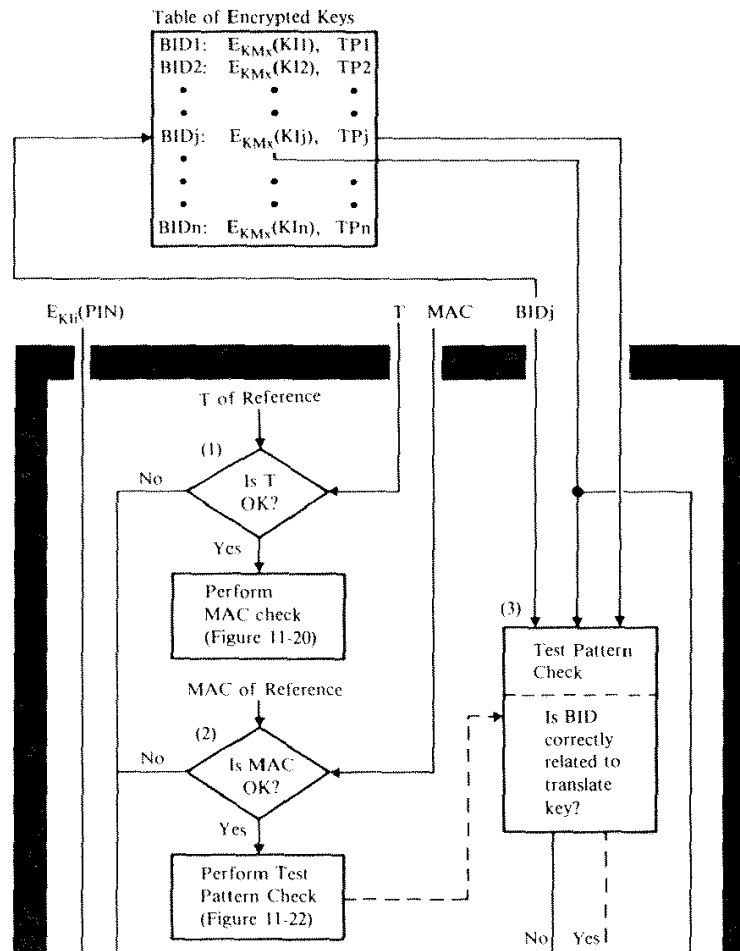 Table of Encrypted Keys
BID1: E_KMx(KI1), TP1
BID2: E_KMx(KI2), TP2
BIDj: E_KMx(KIj), TPj
BIDn: E_KMx(KIn), TPn
E_KIi(PIN)
T
MAC
BIDj
T of Reference
(1)
No
Is T
OK?
Yes
Perform
MAC check
(Figure 11-20)
MAC of Reference
(2)
No
Is MAC
OK?
Yes
Perform Test
Pattern Check
(Figure 11-22)
(3)
Test Pattern
Check
Is BID
correctly
related to
translate
key?
No
Yes